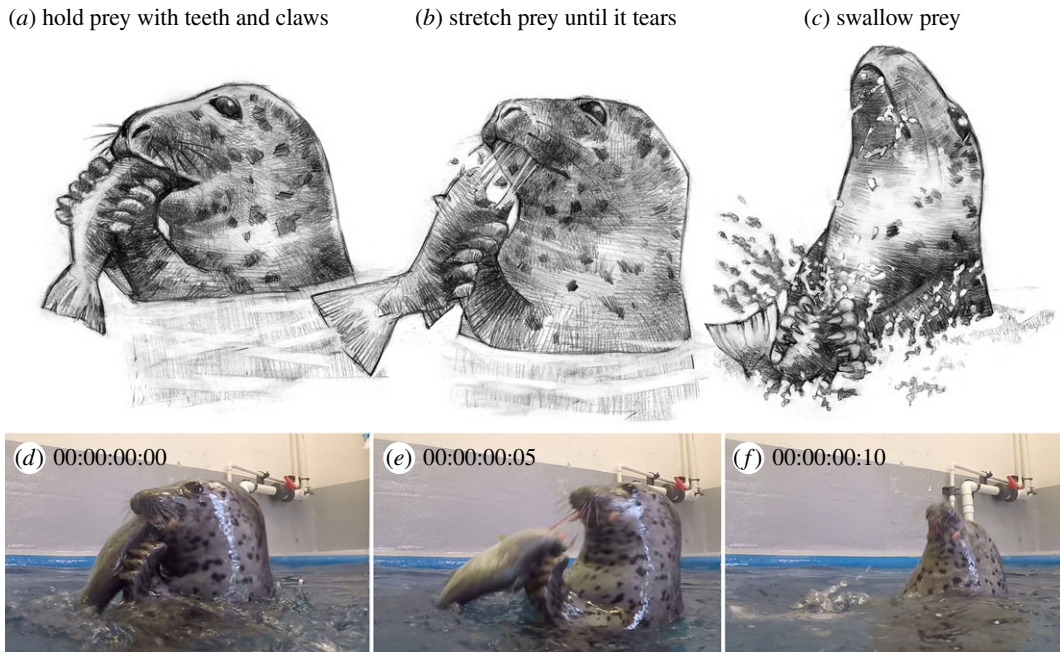 (a) hold prey with teeth and claws
(b) stretch prey until it tears
(c) swallow prey
(d) 00:00:00:00
(e) 00:00:00:05
(f) 00:00:00:10